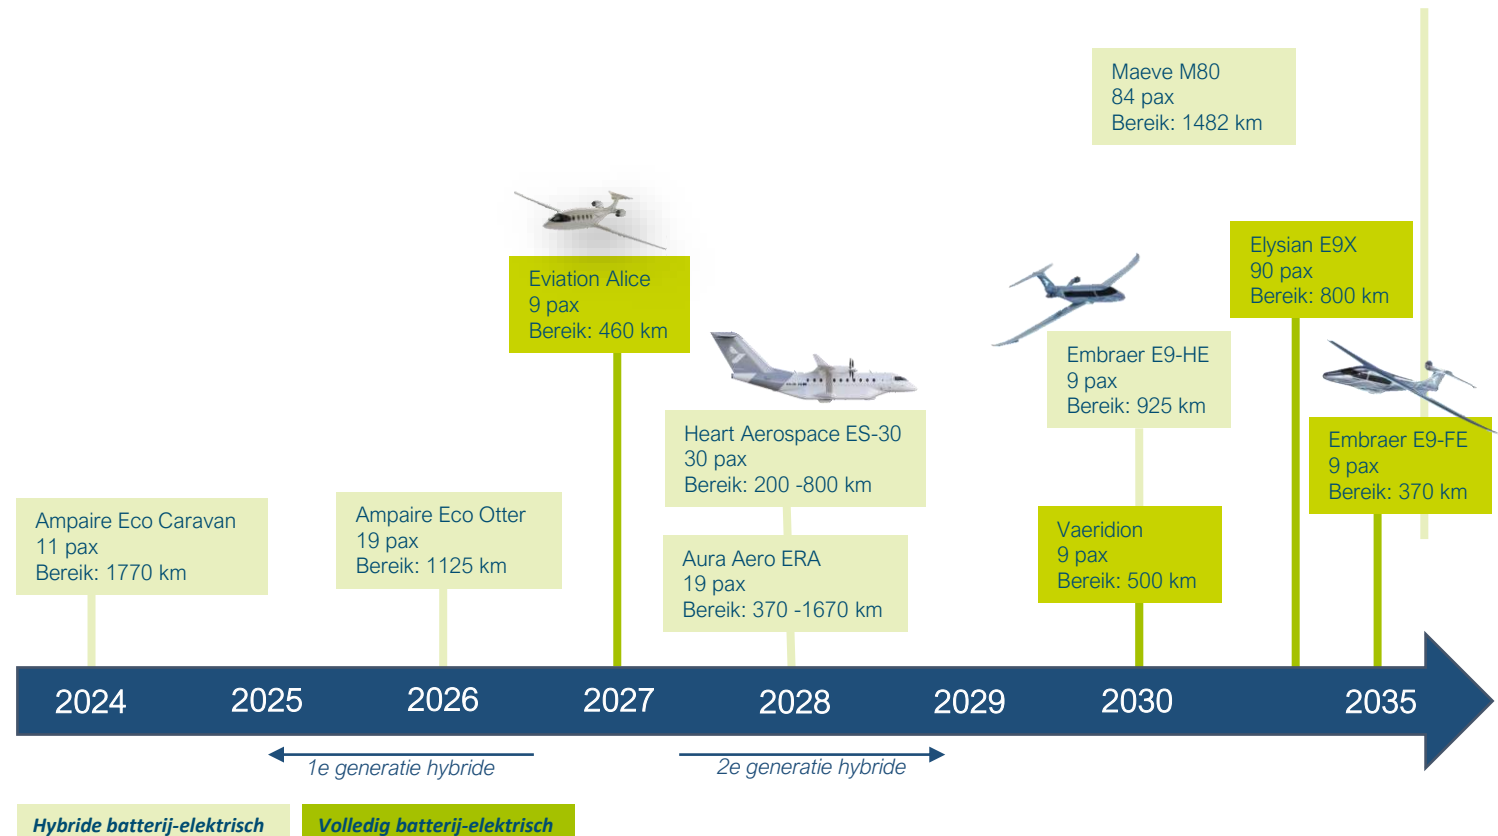 Maeve M80
84 pax
Bereik: 1482 km
Elysian E9X
90 pax
Bereik: 800 km
Eviation Alice
9 pax
Bereik: 460 km
Embraer E9-HE
9 pax
Bereik: 925 km
Heart Aerospace ES-30
30 pax
Bereik: 200 -800 km
Embraer E9-FE
9 pax
Bereik: 370 km
Ampaire Eco Caravan
11 pax
Bereik: 1770 km
Ampaire Eco Otter
19 pax
Bereik: 1125 km
Aura Aero ERA
19 pax
Bereik: 370 -1670 km
Vaeridion
9 pax
Bereik: 500 km
2024 2025 2026 2027 2028 2029 2030 2035
1e generatie hybride 2e generatie hybride
Hybride batterij-elektrisch Volledig batterij-elektrisch